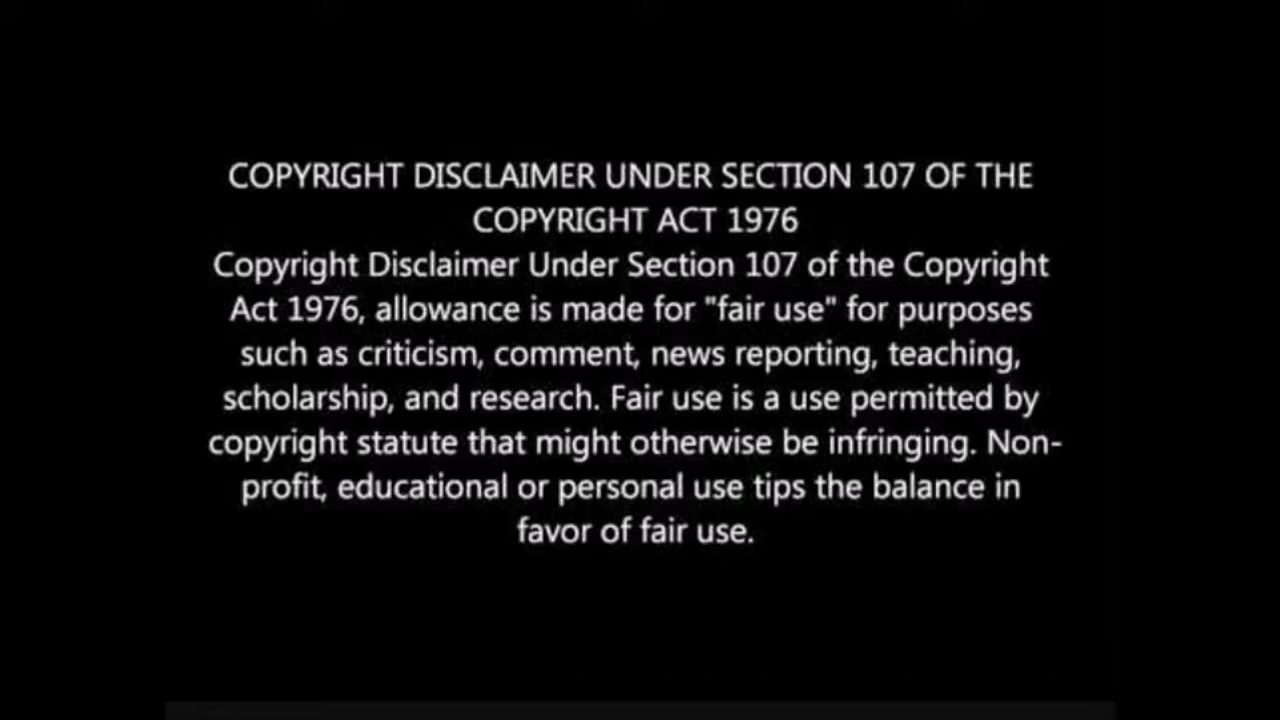 COPYRIGHT DISCLAIMER UNDER SECTION 107 OF THE
COPYRIGHT ACT 1976
Copyright Disclaimer Under Section 107 of the Copyright
Act 1976, allowance is made for "fair use" for purposes
such as criticism, comment, news reporting, teaching,
scholarship, and research. Fair use is a use permitted by
copyright statute that might otherwise be infringing. Non-
profit, educational or personal use tips the balance in
favor of fair use.